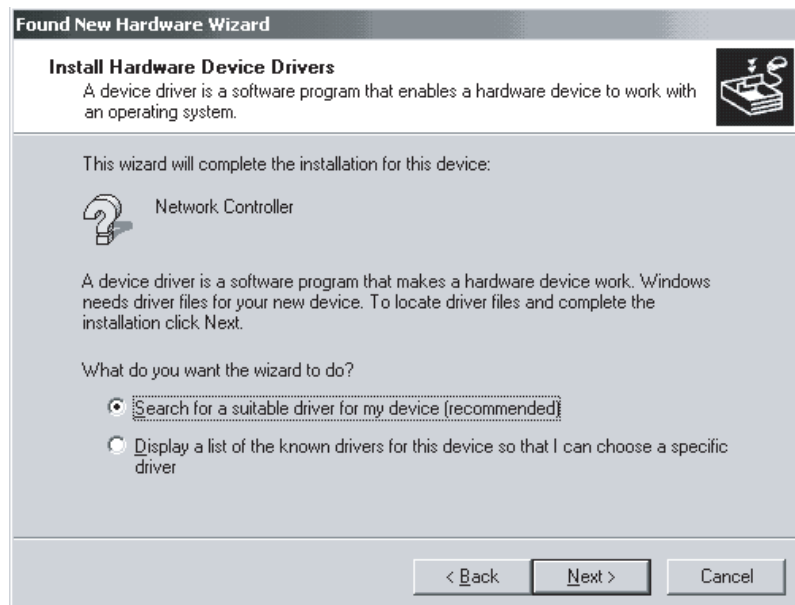 Found New Hardware Wizard
Install Hardware Device Drivers
A device driver is a software program that enables a hardware device to work with
an operating system.
This wizard will complete the installation for this device:
Network Controller
A device driver is a software program that makes a hardware device work. Windows
needs driver files for your new device. To locate driver files and complete the
installation click Next.
What do you want the wizard to do?
Search for a suitable driver for my device (recommended)
Display a list of the known drivers for this device so that I can choose a specific
driver
< Back Next > Cancel